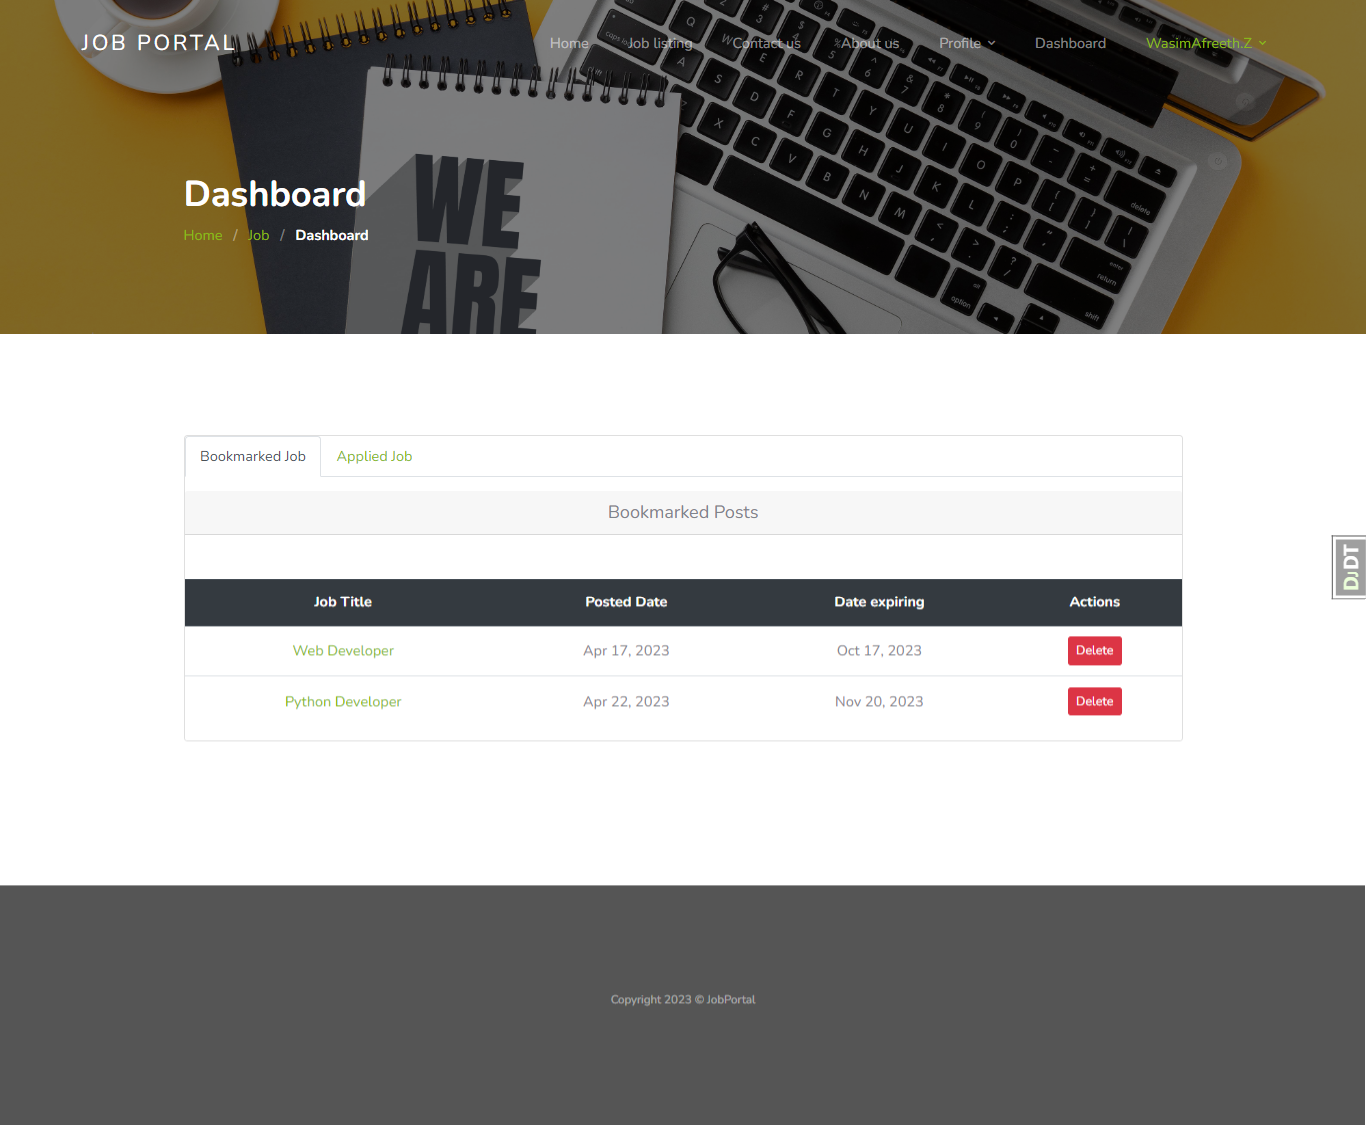 JOB PORTAL
Home Job listing Contact us About us Profile Dashboard WasimAfreeth.Z
Dashboard
Home / Job / Dashboard
WE
ARE
Bookmarked Job Applied Job
Bookmarked Posts
DJDT
Job Title Posted Date Date expiring Actions
Web Developer Apr 17, 2023 Oct 17, 2023 Delete
Python Developer Apr 22, 2023 Nov 20, 2023 Delete
Copyright 2023 © JobPortal